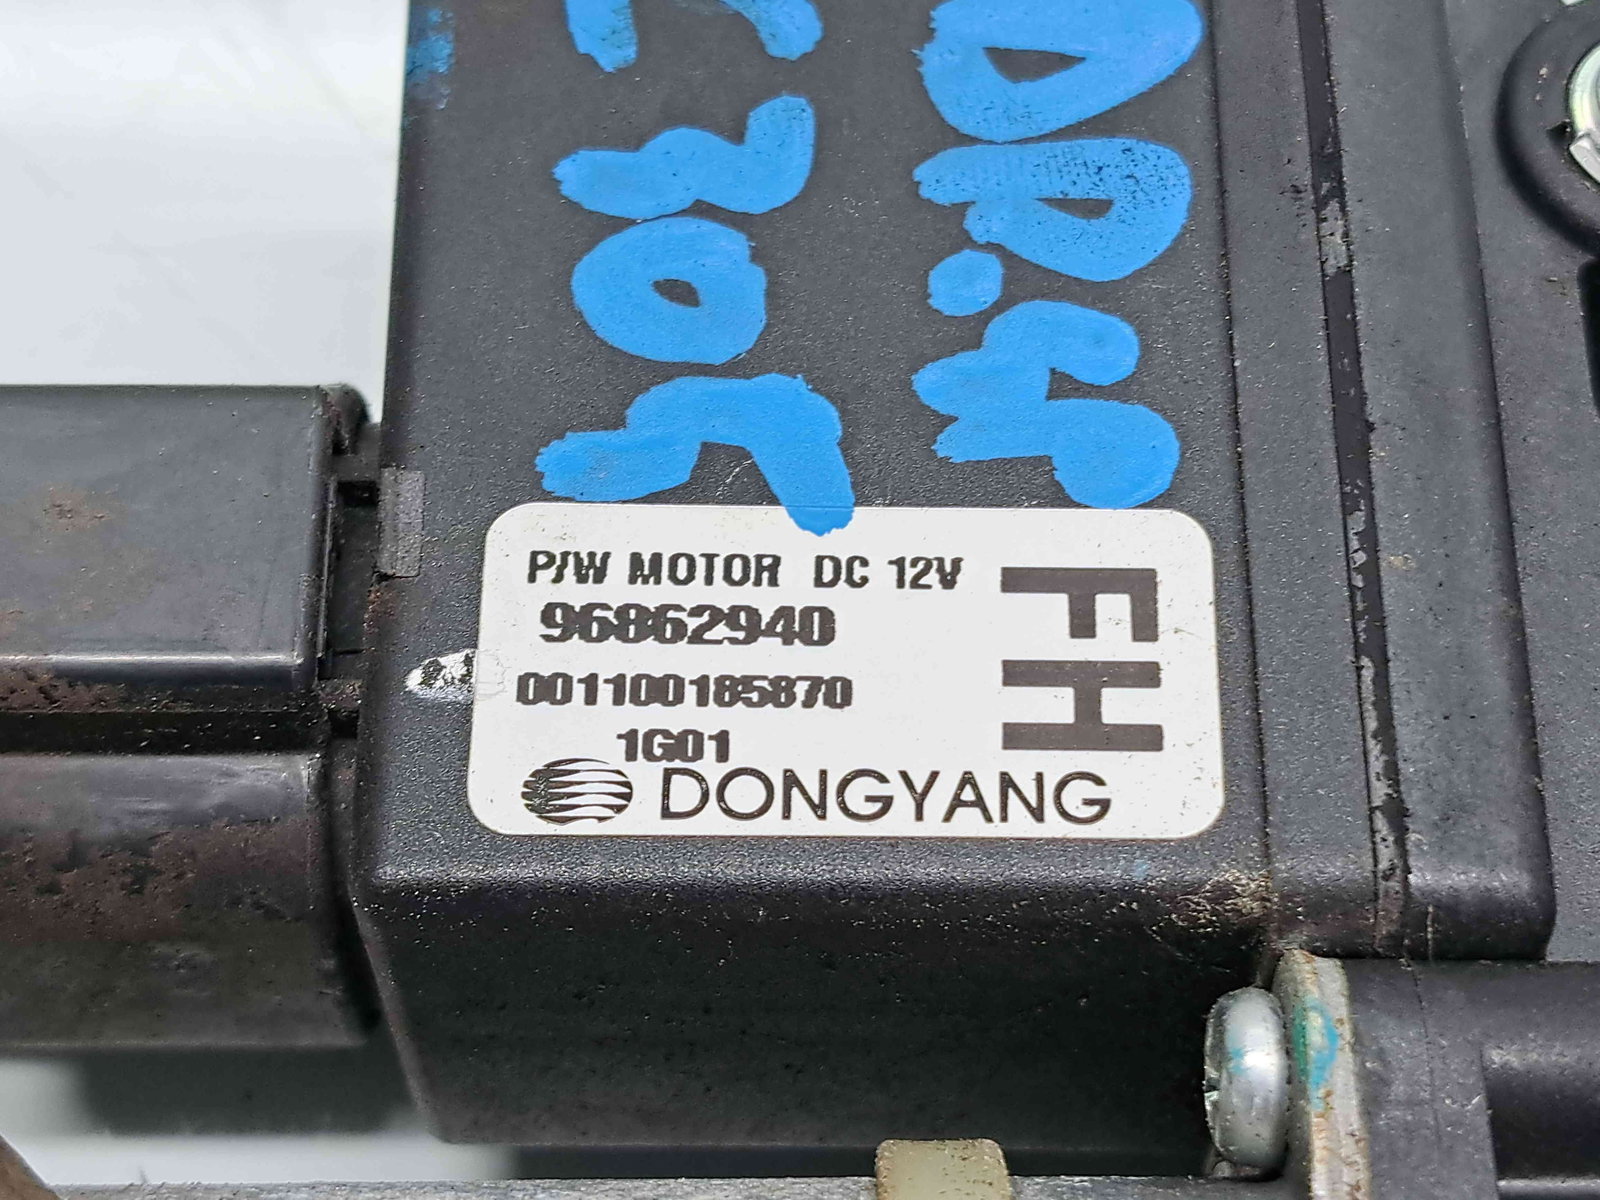 P/W MOTOR DC 12V
96862940
001100185870
1G01
DONGYANG
FH